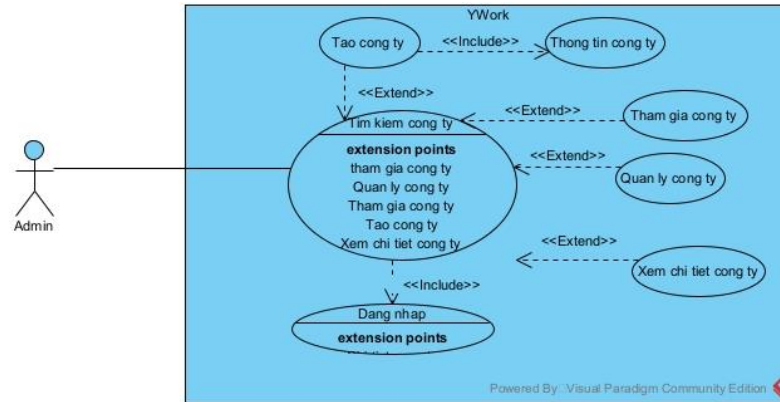 YWork
Tao cong ty
<<Include>>
Thong tin cong ty
<<Extend>>
Tim kiem cong ty
extension points
tham gia cong ty
Quan ly cong ty
Tham gia cong ty
Tao cong ty
Xem chi tiet cong ty
<<Extend>>
Tham gia cong ty
<<Extend>>
Quan ly cong ty
<<Extend>>
Xem chi tiet cong ty
Admin
<<Include>>
Dang nhap
extension points
Powered By Visual Paradigm Community Edition